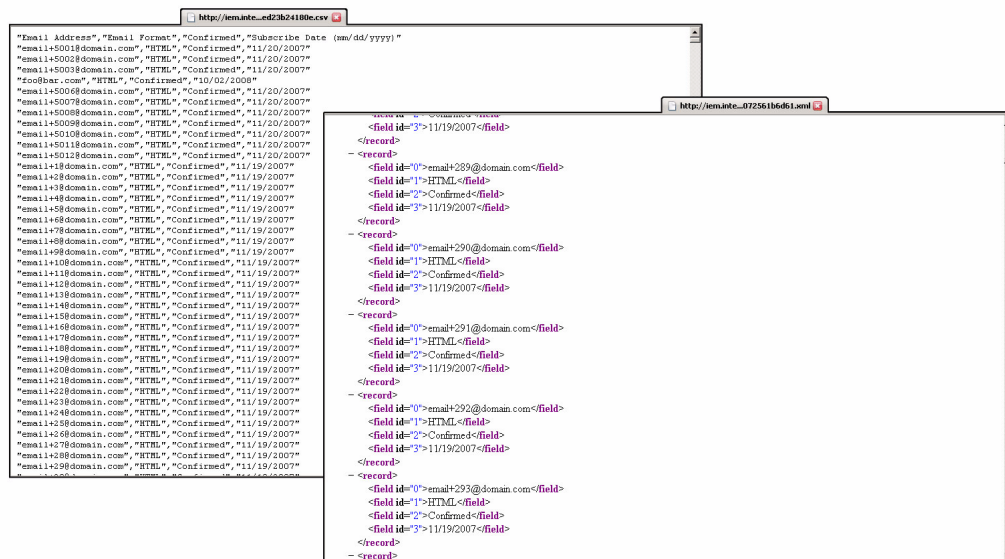 http://iem.inte...ed23b24180e.csv
"Email Address","Email Format","Confirmed","Subscribe Date (mm/dd/yyyy)"
"email+5001@domain.com","HTML","Confirmed","11/20/2007"
"email+5002@domain.com","HTML","Confirmed","11/20/2007"
"email+5003@domain.com","HTML","Confirmed","11/20/2007"
"foo@bar.com","HTML","Confirmed","10/02/2008"
"email+5006@domain.com","HTML","Confirmed","11/20/2007"
"email+5007@domain.com","HTML","Confirmed","11/20/2007"
"email+5008@domain.com","HTML","Confirmed","11/20/2007"
"email+5009@domain.com","HTML","Confirmed","11/20/2007"
"email+5010@domain.com","HTML","Confirmed","11/20/2007"
"email+5011@domain.com","HTML","Confirmed","11/20/2007"
"email+5012@domain.com","HTML","Confirmed","11/20/2007"
"email+1@domain.com","HTML","Confirmed","11/19/2007"
"email+2@domain.com","HTML","Confirmed","11/19/2007"
"email+3@domain.com","HTML","Confirmed","11/19/2007"
"email+4@domain.com","HTML","Confirmed","11/19/2007"
"email+5@domain.com","HTML","Confirmed","11/19/2007"
"email+6@domain.com","HTML","Confirmed","11/19/2007"
"email+7@domain.com","HTML","Confirmed","11/19/2007"
"email+8@domain.com","HTML","Confirmed","11/19/2007"
"email+9@domain.com","HTML","Confirmed","11/19/2007"
"email+10@domain.com","HTML","Confirmed","11/19/2007"
"email+11@domain.com","HTML","Confirmed","11/19/2007"
"email+12@domain.com","HTML","Confirmed","11/19/2007"
"email+13@domain.com","HTML","Confirmed","11/19/2007"
"email+14@domain.com","HTML","Confirmed","11/19/2007"
"email+15@domain.com","HTML","Confirmed","11/19/2007"
"email+16@domain.com","HTML","Confirmed","11/19/2007"
"email+17@domain.com","HTML","Confirmed","11/19/2007"
"email+18@domain.com","HTML","Confirmed","11/19/2007"
"email+19@domain.com","HTML","Confirmed","11/19/2007"
"email+20@domain.com","HTML","Confirmed","11/19/2007"
"email+21@domain.com","HTML","Confirmed","11/19/2007"
"email+22@domain.com","HTML","Confirmed","11/19/2007"
"email+23@domain.com","HTML","Confirmed","11/19/2007"
"email+24@domain.com","HTML","Confirmed","11/19/2007"
"email+25@domain.com","HTML","Confirmed","11/19/2007"
"email+26@domain.com","HTML","Confirmed","11/19/2007"
"email+27@domain.com","HTML","Confirmed","11/19/2007"
"email+28@domain.com","HTML","Confirmed","11/19/2007"
"email+29@domain.com","HTML","Confirmed","11/19/2007"
http://iem.inte...072561b6d61.xml
<field id="3">11/19/2007</field>
</record>
− <record>
<field id="0">email+289@domain.com</field>
<field id="1">HTML</field>
<field id="2">Confirmed</field>
<field id="3">11/19/2007</field>
</record>
− <record>
<field id="0">email+290@domain.com</field>
<field id="1">HTML</field>
<field id="2">Confirmed</field>
<field id="3">11/19/2007</field>
</record>
− <record>
<field id="0">email+291@domain.com</field>
<field id="1">HTML</field>
<field id="2">Confirmed</field>
<field id="3">11/19/2007</field>
</record>
− <record>
<field id="0">email+292@domain.com</field>
<field id="1">HTML</field>
<field id="2">Confirmed</field>
<field id="3">11/19/2007</field>
</record>
− <record>
<field id="0">email+293@domain.com</field>
<field id="1">HTML</field>
<field id="2">Confirmed</field>
<field id="3">11/19/2007</field>
</record>
− <record>